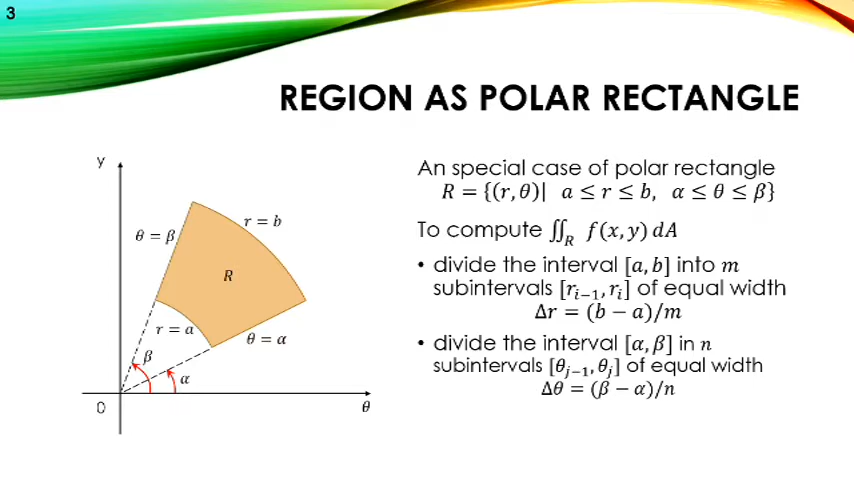 3
REGION AS POLAR RECTANGLE
y
θ = β
r = b
R
r = a
θ = α
β
α
0
θ
An special case of polar rectangle
R = {(r, θ)| a ≤ r ≤ b, α ≤ θ ≤ β}
To compute ∬_R f(x, y) dA
• divide the interval [a, b] into m
subintervals [r_{i−1}, r_i] of equal width
Δr = (b − a)/m
• divide the interval [α, β] in n
subintervals [θ_{j−1}, θ_j] of equal width
Δθ = (β − α)/n